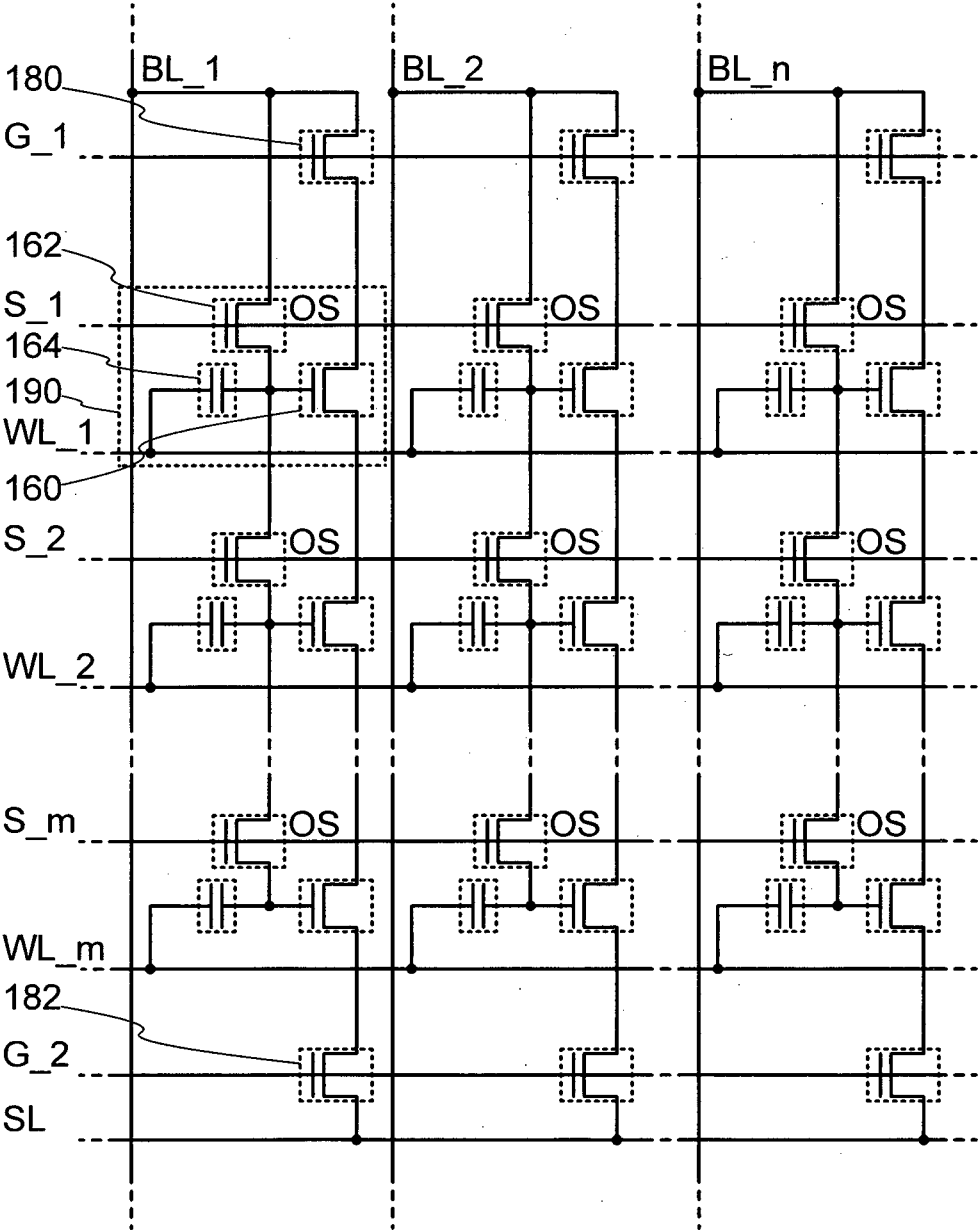 BL_1 BL_2 BL_n
180
G_1
162
S_1 OS OS OS
164
190
WL_1
160
S_2 OS OS OS
WL_2
S_m OS OS OS
WL_m
182
G_2
SL